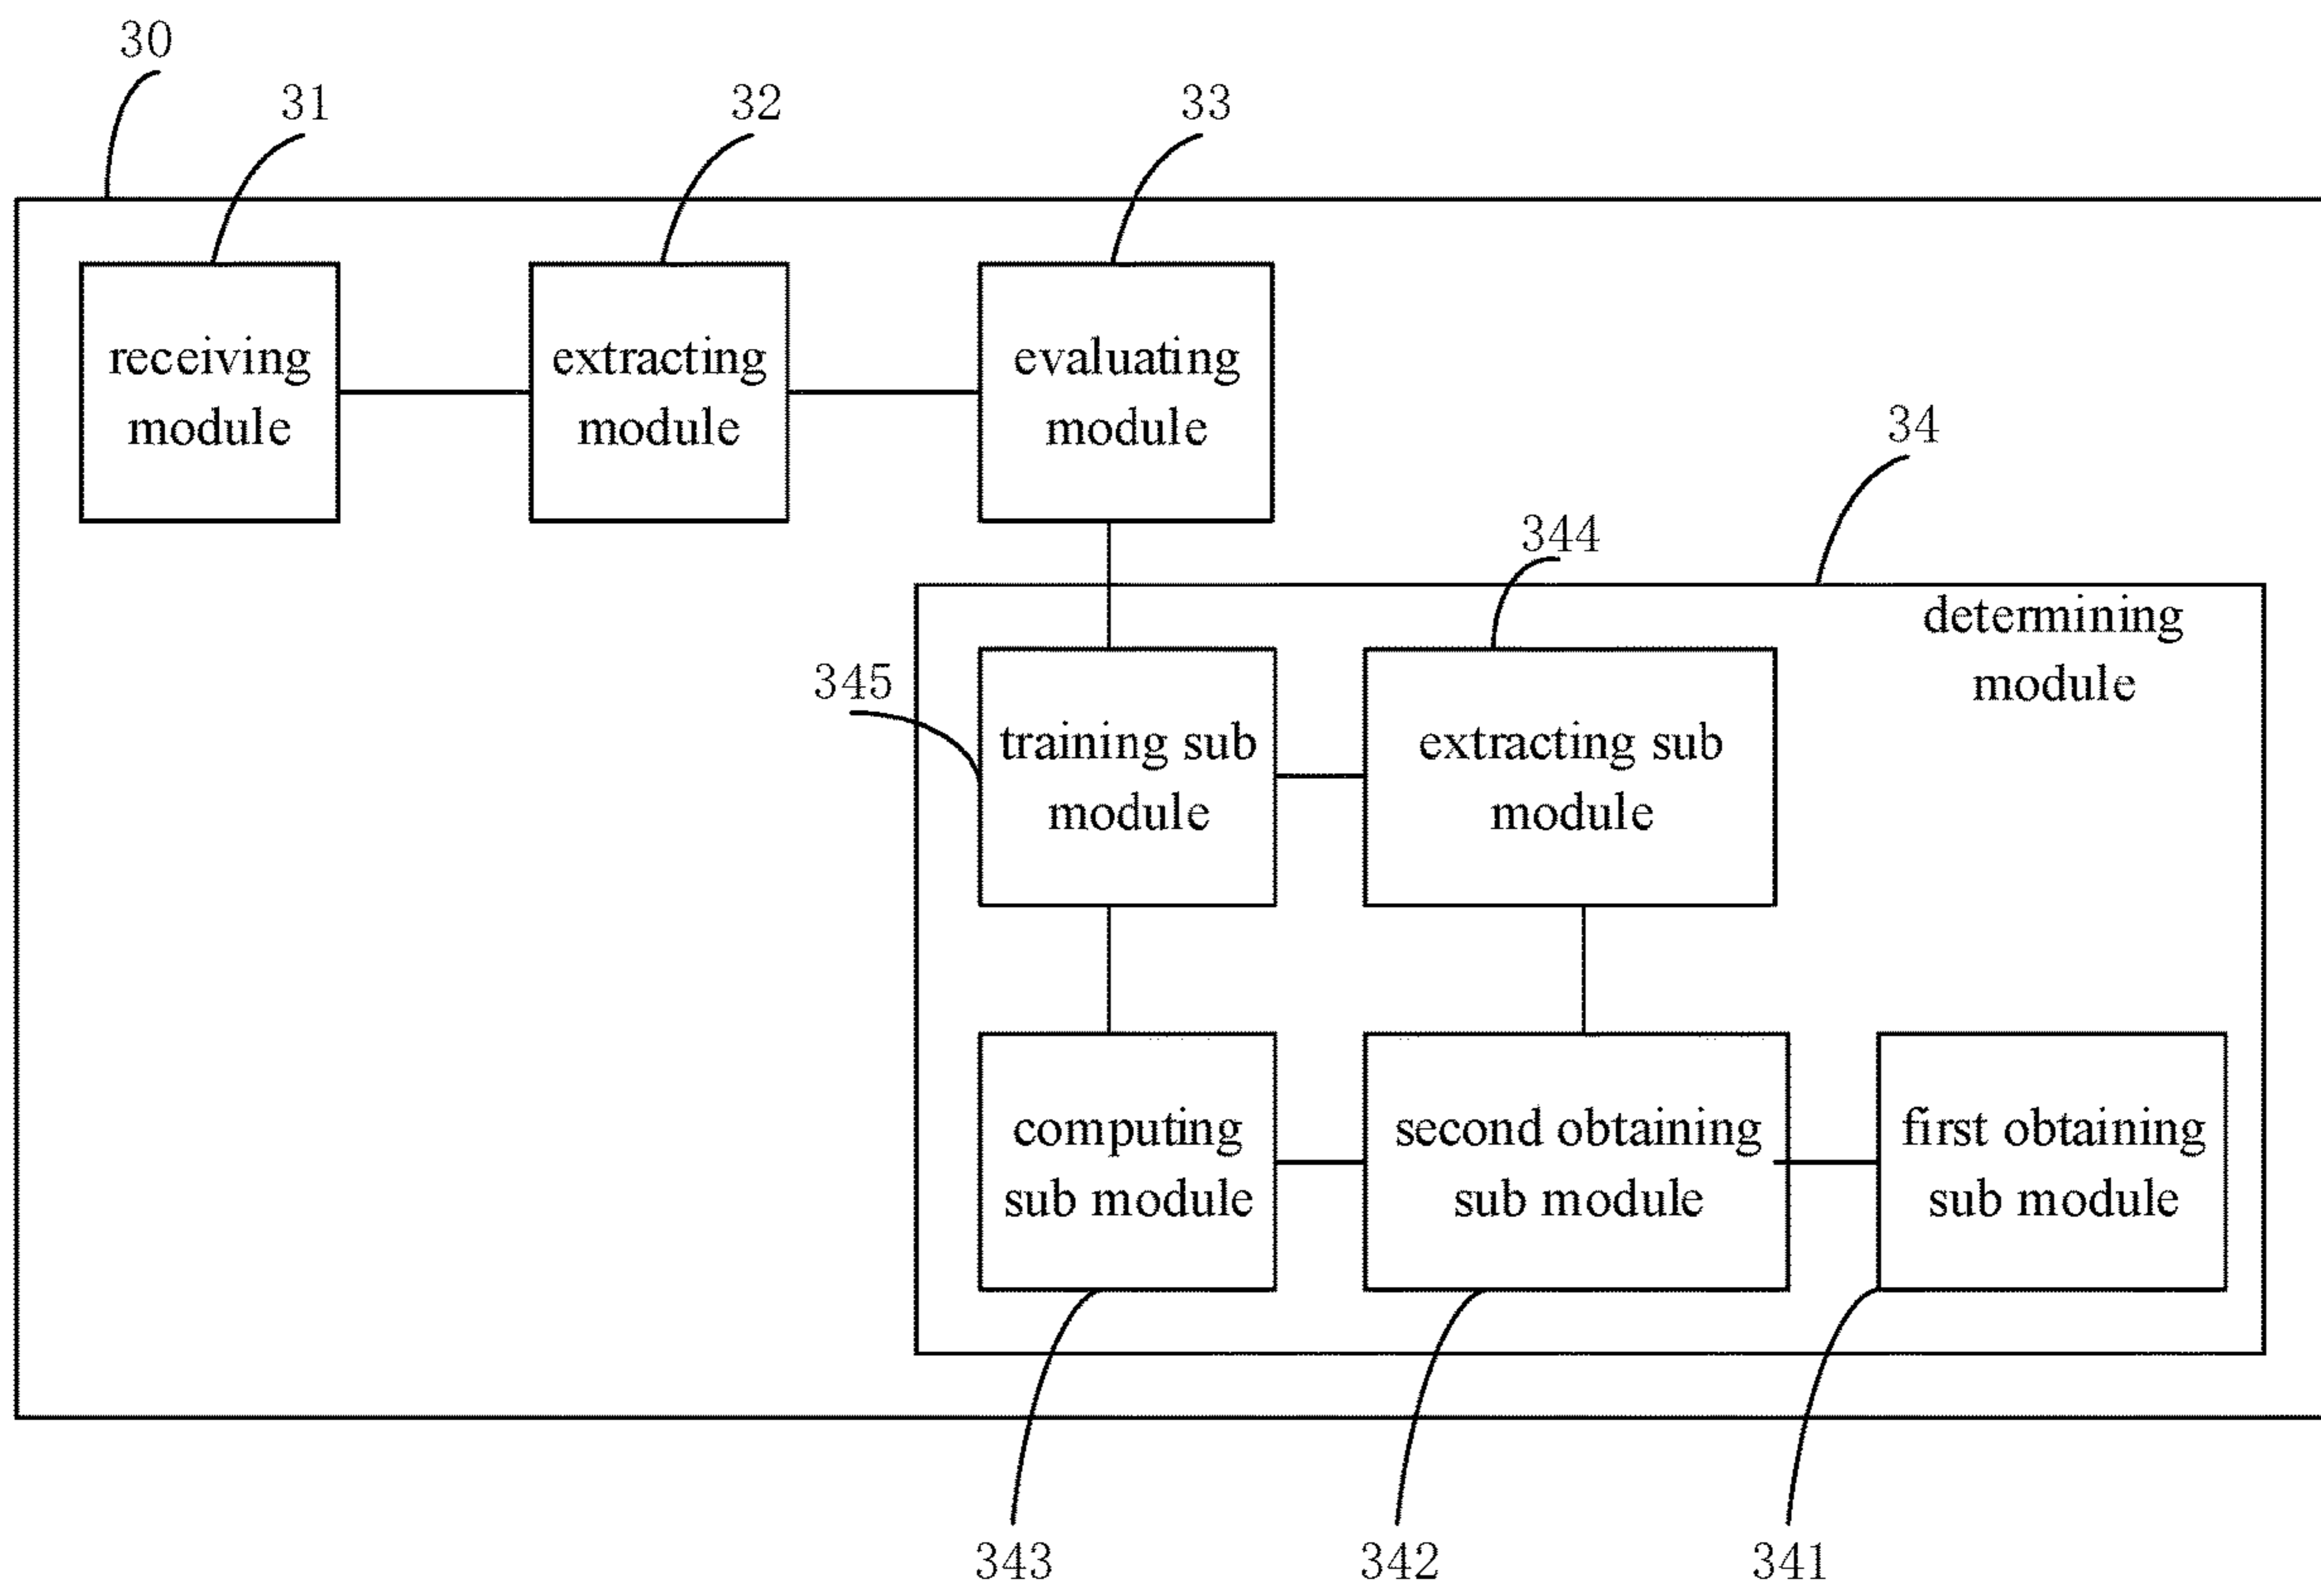 30
31
32
33
receiving
module
extracting
module
evaluating
module
34
344
determining
module
345
training sub
module
extracting sub
module
computing
sub module
second obtaining
sub module
first obtaining
sub module
343
342
341